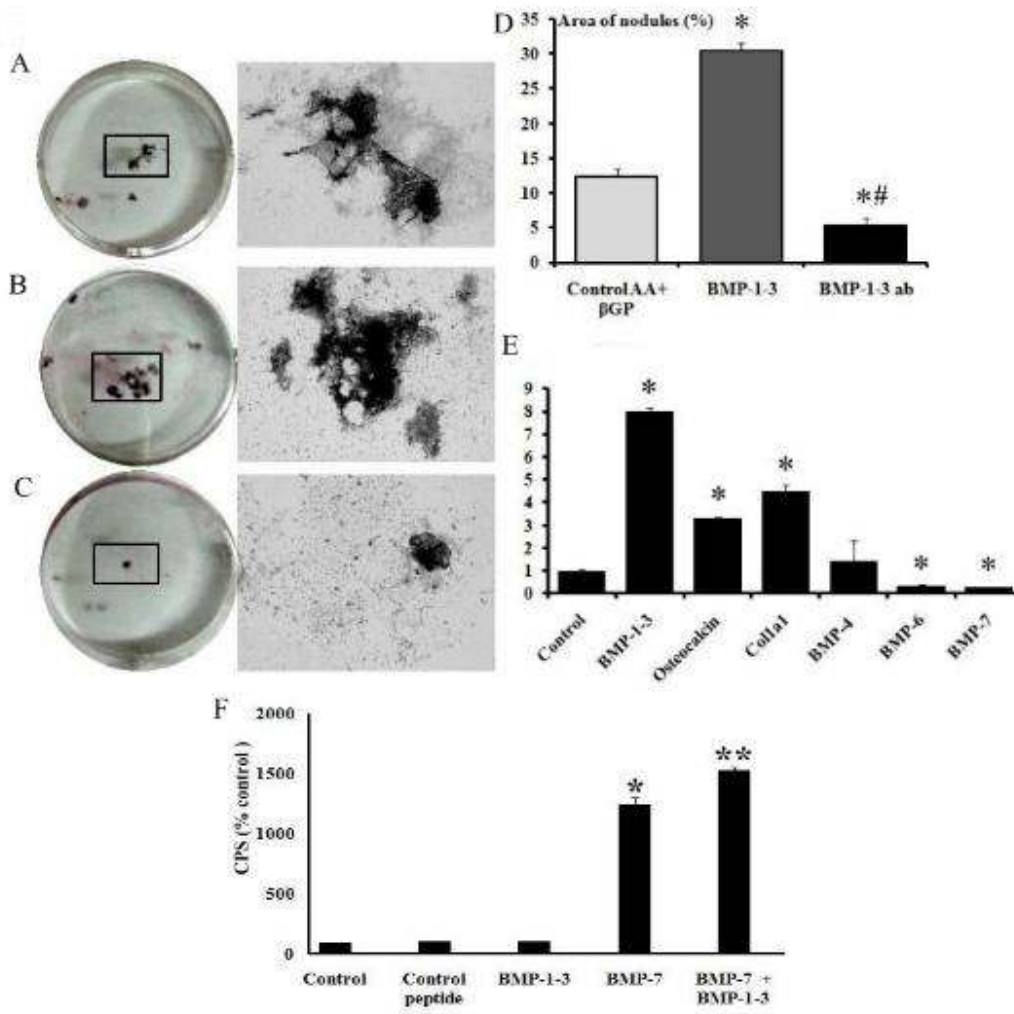 A
B
C
D
Area of nodules (%)
35
30
25
20
15
10
5
0
*
*#
Control AA+
βGP
BMP-1-3
BMP-1-3 ab
E
9
8
7
6
5
4
3
2
1
0
*
*
*
*
*
Control
BMP-1-3
Osteocalcin
Col1a1
BMP-4
BMP-6
BMP-7
F
CPS (% control )
2000
1500
1000
500
0
*
**
Control
Control
peptide
BMP-1-3
BMP-7
BMP-7 +
BMP-1-3